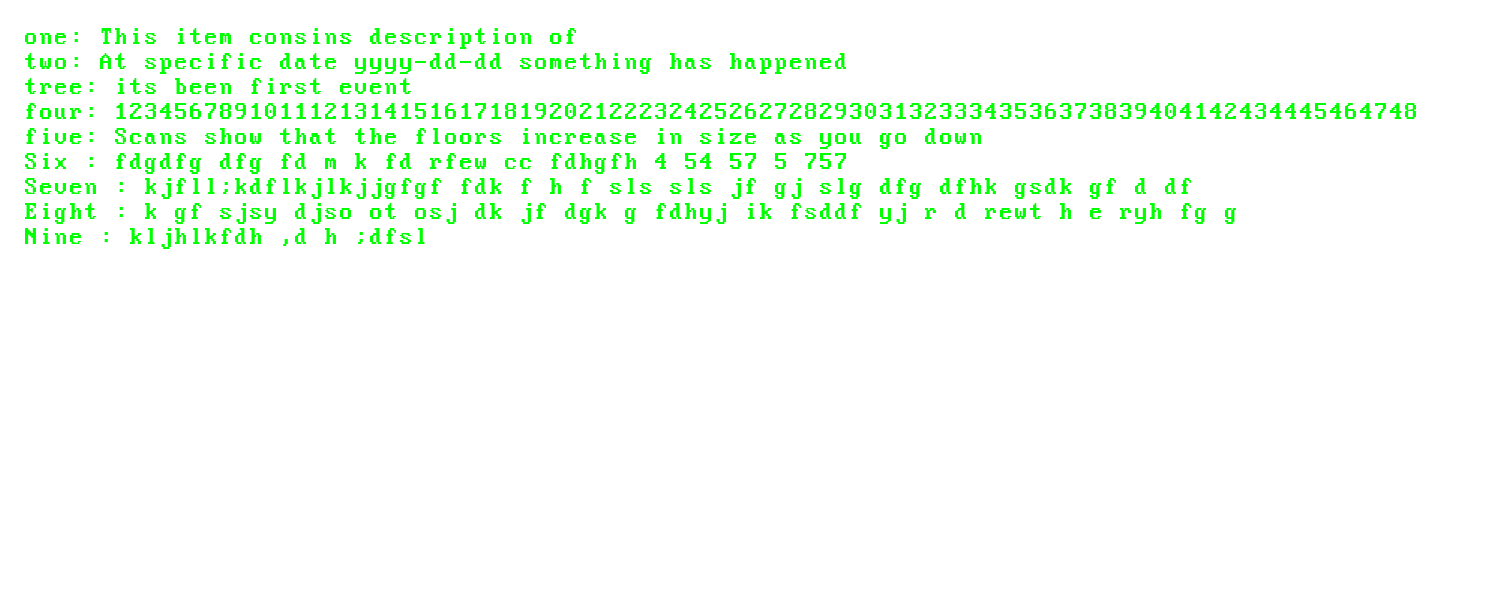 one: This item consins description of
two: At specific date yyyy-dd-dd something has happened
tree: its been first event
four: 123456789101112131415161718192021222324252627282930313233343536373839404142434445464748
five: Scans show that the floors increase in size as you go down
Six : fdgdfg dfg fd m k fd rfew cc fdhgfh 4 54 57 5 757
Seven : kjfll;kdflkjlkjjgfgf fdk f h f sls sls jf gj slg dfg dfhk gsdk gf d df
Eight : k gf sjsy djso ot osj dk jf dgk g fdhyj ik fsddf yj r d rewt h e ryh fg g
Nine : kljhlkfdh ,d h ;dfsl